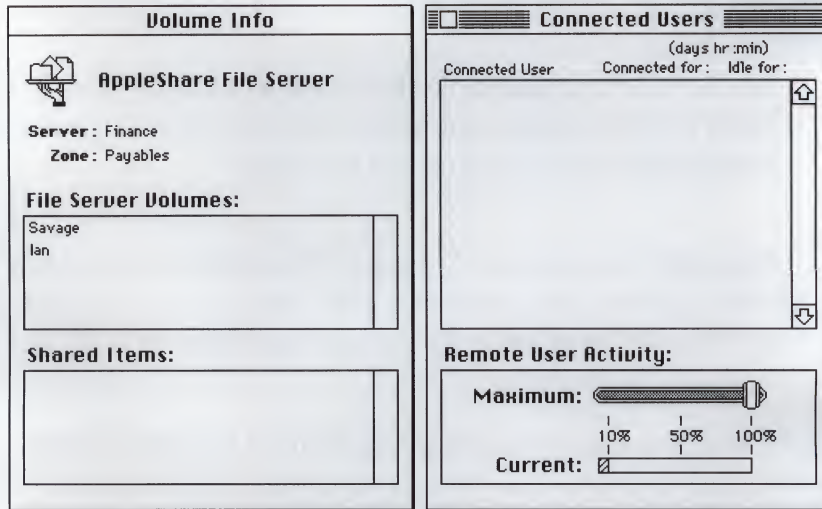 Volume Info
AppleShare File Server
Server: Finance
Zone: Payables
File Server Volumes:
Savage
Ian
Shared Items:
Connected Users
(days hr:min)
Connected User Connected for: Idle for:
Remote User Activity:
Maximum:
10% 50% 100%
Current: